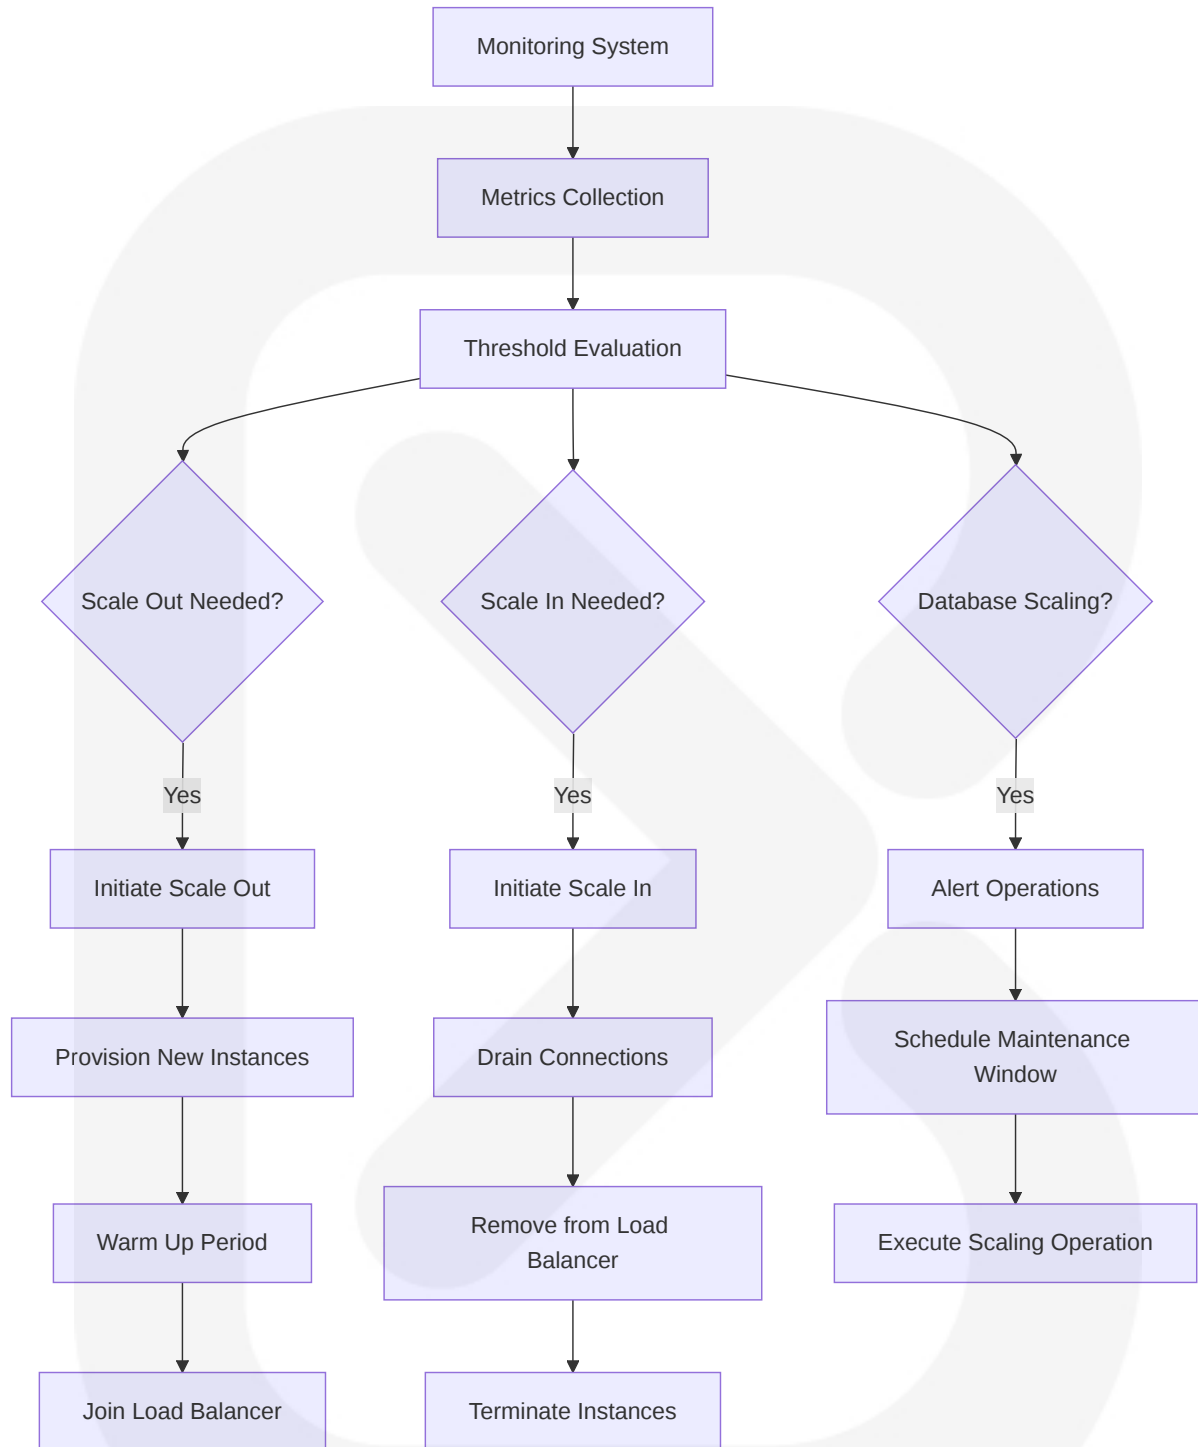 Monitoring System
Metrics Collection
Threshold Evaluation
Scale Out Needed?
Scale In Needed?
Database Scaling?
Yes
Yes
Yes
Initiate Scale Out
Initiate Scale In
Alert Operations
Provision New Instances
Drain Connections
Schedule Maintenance
Window
Warm Up Period
Remove from Load
Balancer
Execute Scaling Operation
Join Load Balancer
Terminate Instances